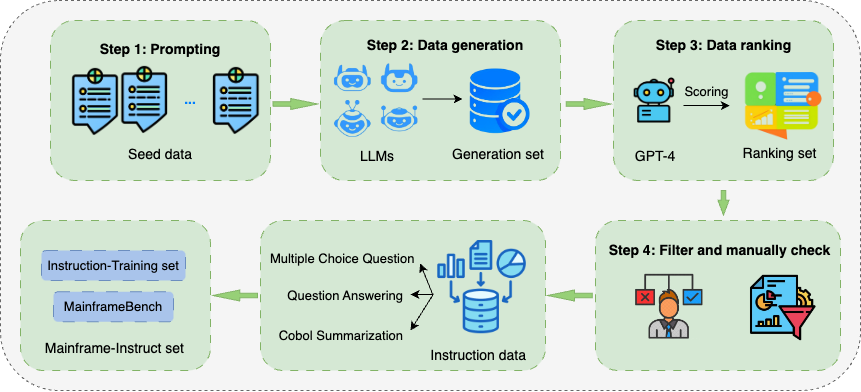 Step 1: Prompting
...
Seed data
Step 2: Data generation
LLMs
Generation set
Step 3: Data ranking
Scoring
GPT-4
Ranking set
Step 4: Filter and manually check
Multiple Choice Question
Question Answering
Cobol Summarization
Instruction data
Instruction-Training set
MainframeBench
Mainframe-Instruct set